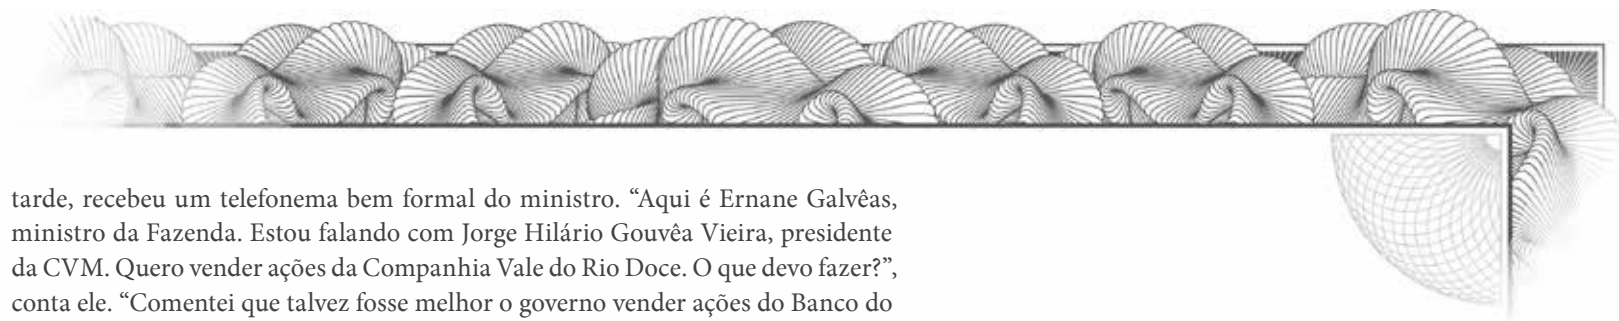 tarde, recebeu um telefonema bem formal do ministro. “Aqui é Ernane Galvêas,
ministro da Fazenda. Estou falando com Jorge Hilário Gouvêa Vieira, presidente
da CVM. Quero vender ações da Companhia Vale do Rio Doce. O que devo fazer?”,
conta ele. “Comentei que talvez fosse melhor o governo vender ações do Banco do